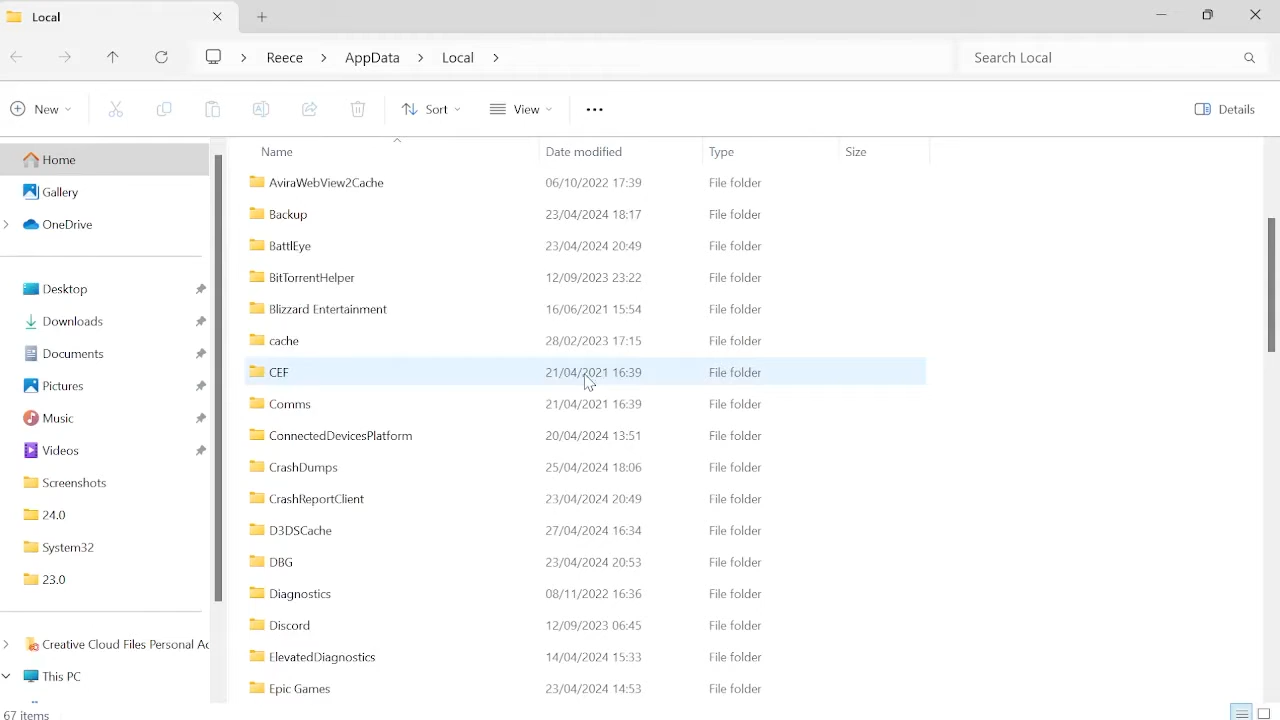 Local
Reece
AppData
Local
Search Local
New
Sort
View
Details
Name
Date modified
Type
Size
Home
Gallery
OneDrive
Desktop
Downloads
Documents
Pictures
Music
Videos
Screenshots
24.0
System32
23.0
Creative Cloud Files Personal Ac
This PC
AviraWebView2Cache 06/10/2022 17:39 File folder
Backup 23/04/2024 18:17 File folder
BattlEye 23/04/2024 20:49 File folder
BitTorrentHelper 12/09/2023 23:22 File folder
Blizzard Entertainment 16/06/2021 15:54 File folder
cache 28/02/2023 17:15 File folder
CEF 21/04/2021 16:39 File folder
Comms 21/04/2021 16:39 File folder
ConnectedDevicesPlatform 20/04/2024 13:51 File folder
CrashDumps 25/04/2024 18:06 File folder
CrashReportClient 23/04/2024 20:49 File folder
D3DSCache 27/04/2024 16:34 File folder
DBG 23/04/2024 20:53 File folder
Diagnostics 08/11/2022 16:36 File folder
Discord 12/09/2023 06:45 File folder
ElevatedDiagnostics 14/04/2024 15:33 File folder
Epic Games 23/04/2024 14:53 File folder
67 items